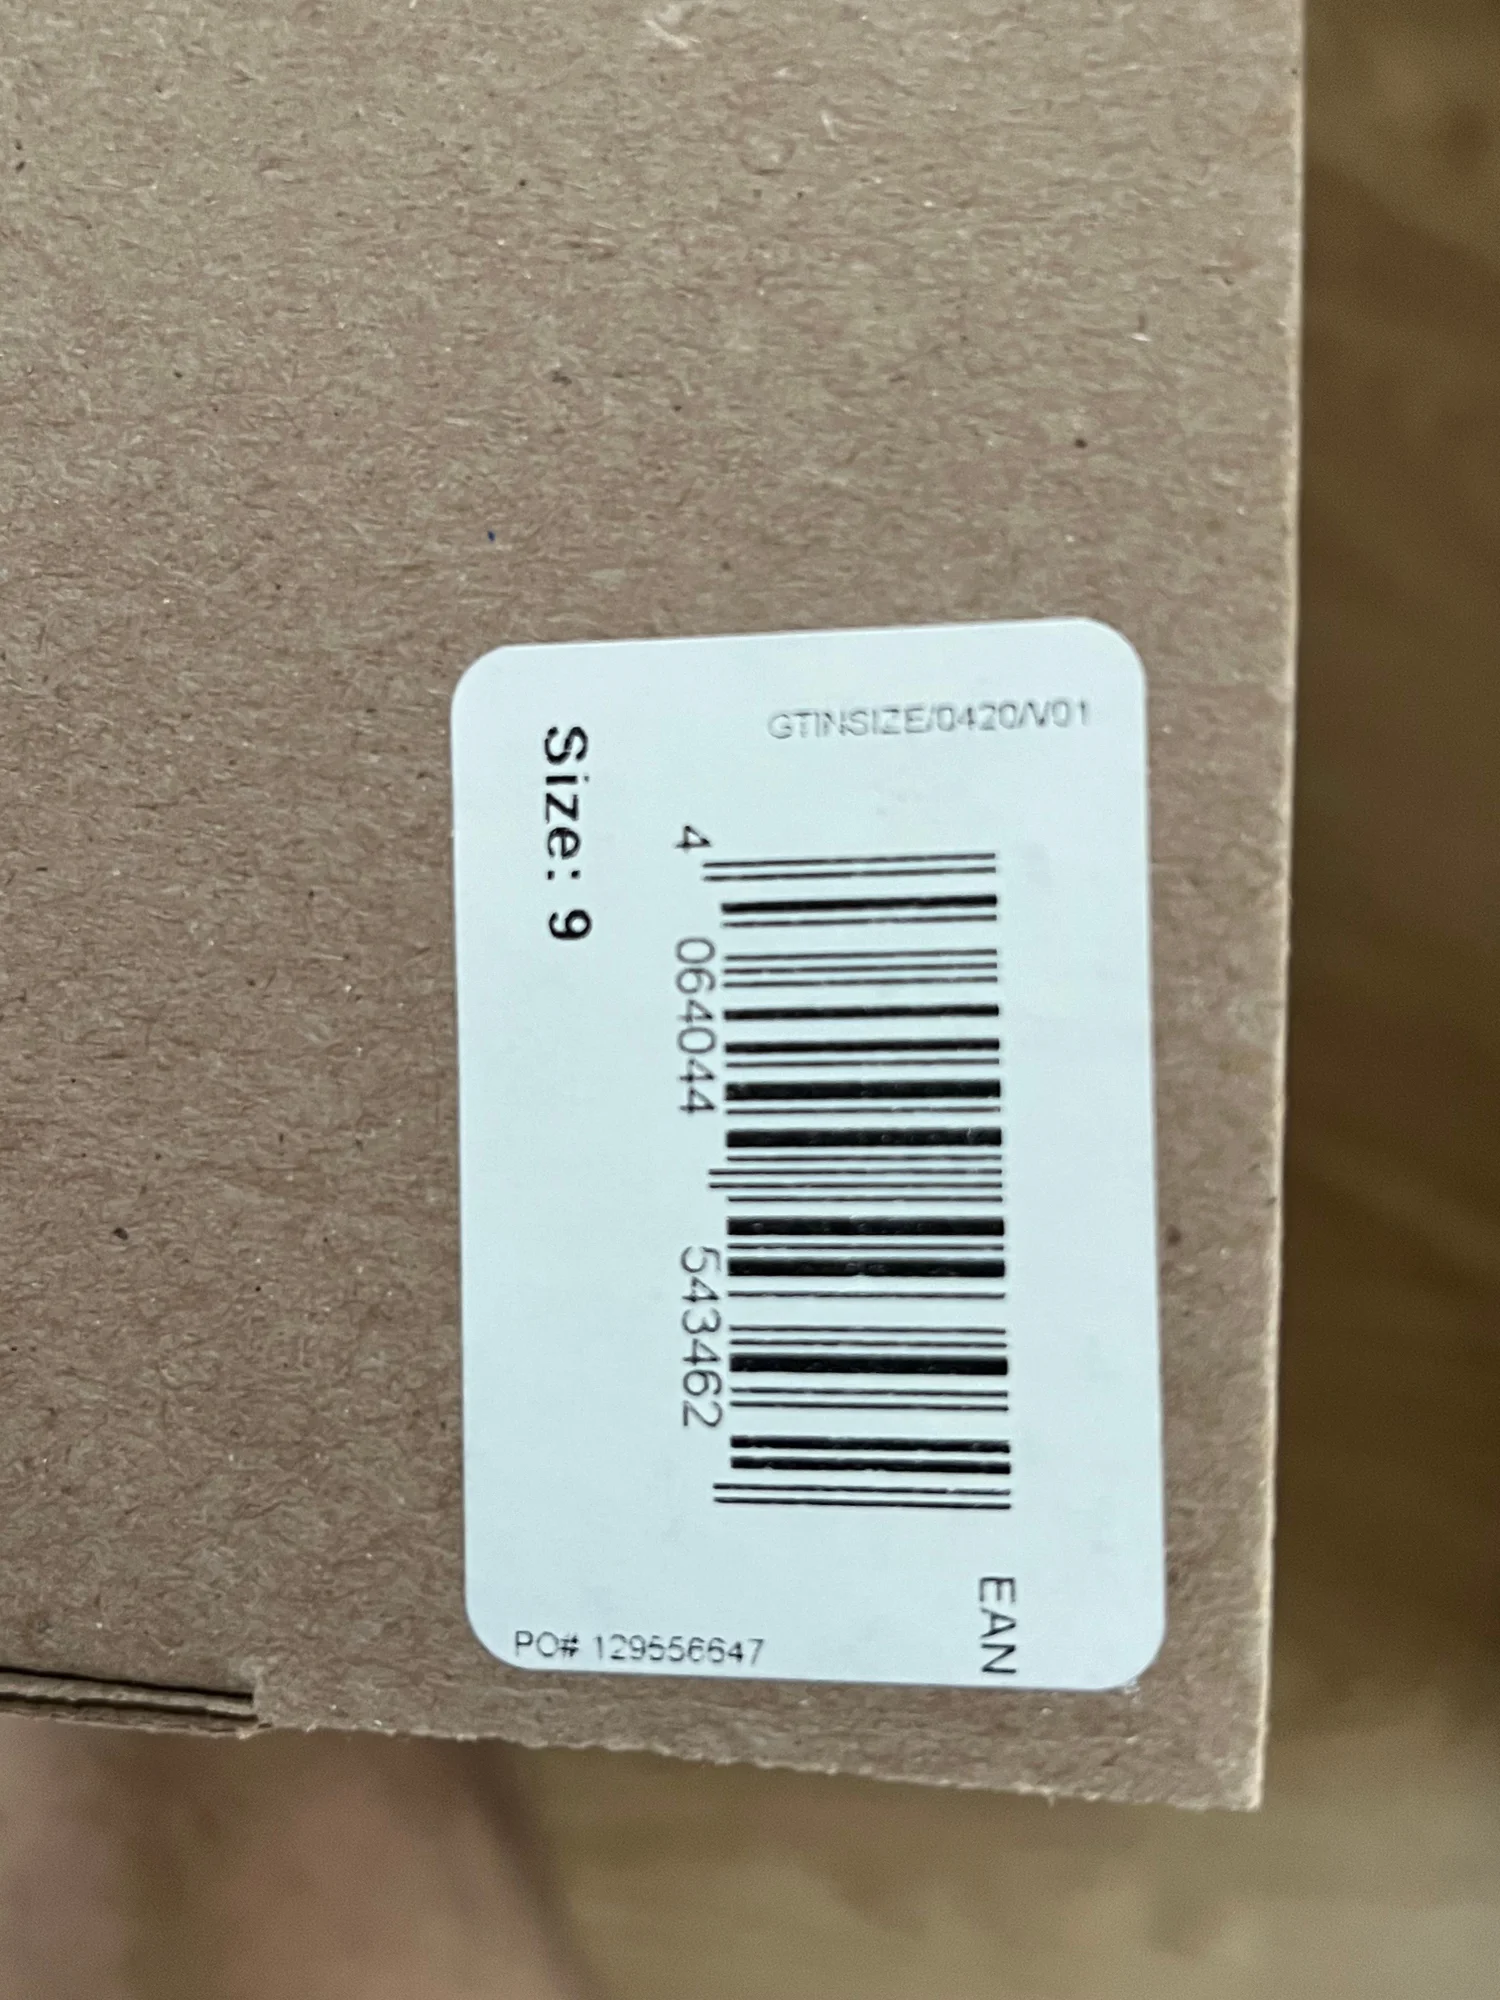 GTINSIZE/0420/V01
EAN
4 064044 543462
Size: 9
PO# 129556647